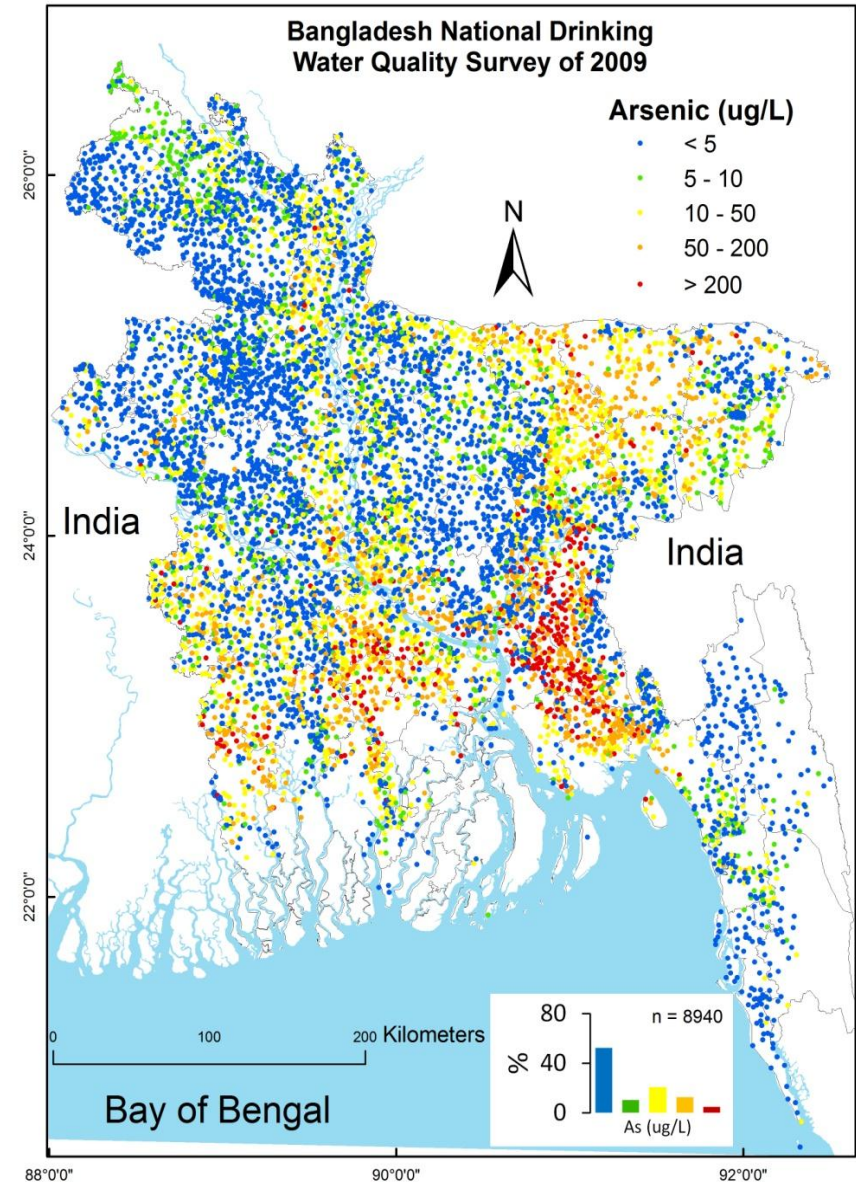 Bangladesh National Drinking
Water Quality Survey of 2009
Arsenic (ug/L)
< 5
5 - 10
10 - 50
50 - 200
> 200
N
26°0'0"
24°0'0"
22°0'0"
India
India
0 100 200 Kilometers
Bay of Bengal
80
40
0
%
n = 8940
As (ug/L)
88°0'0" 90°0'0" 92°0'0"